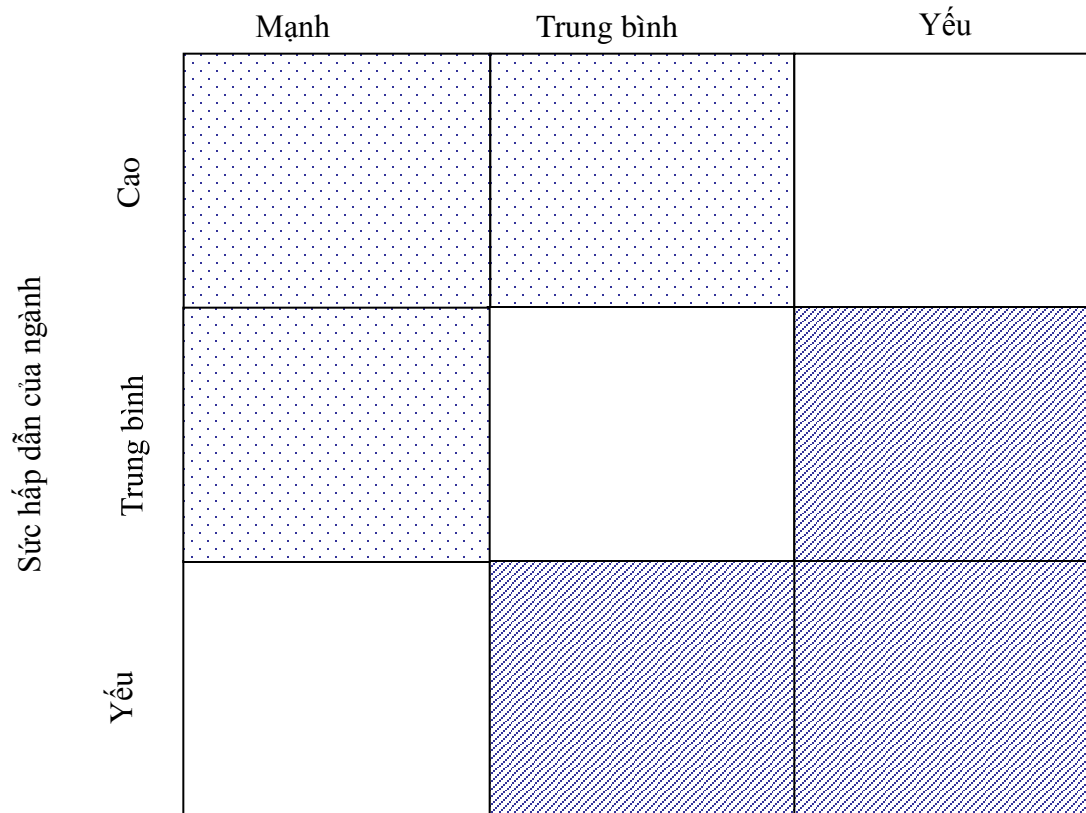 Mạnh
Trung bình
Yếu
Sức hấp dẫn của ngành
Cao
Trung bình
Yếu